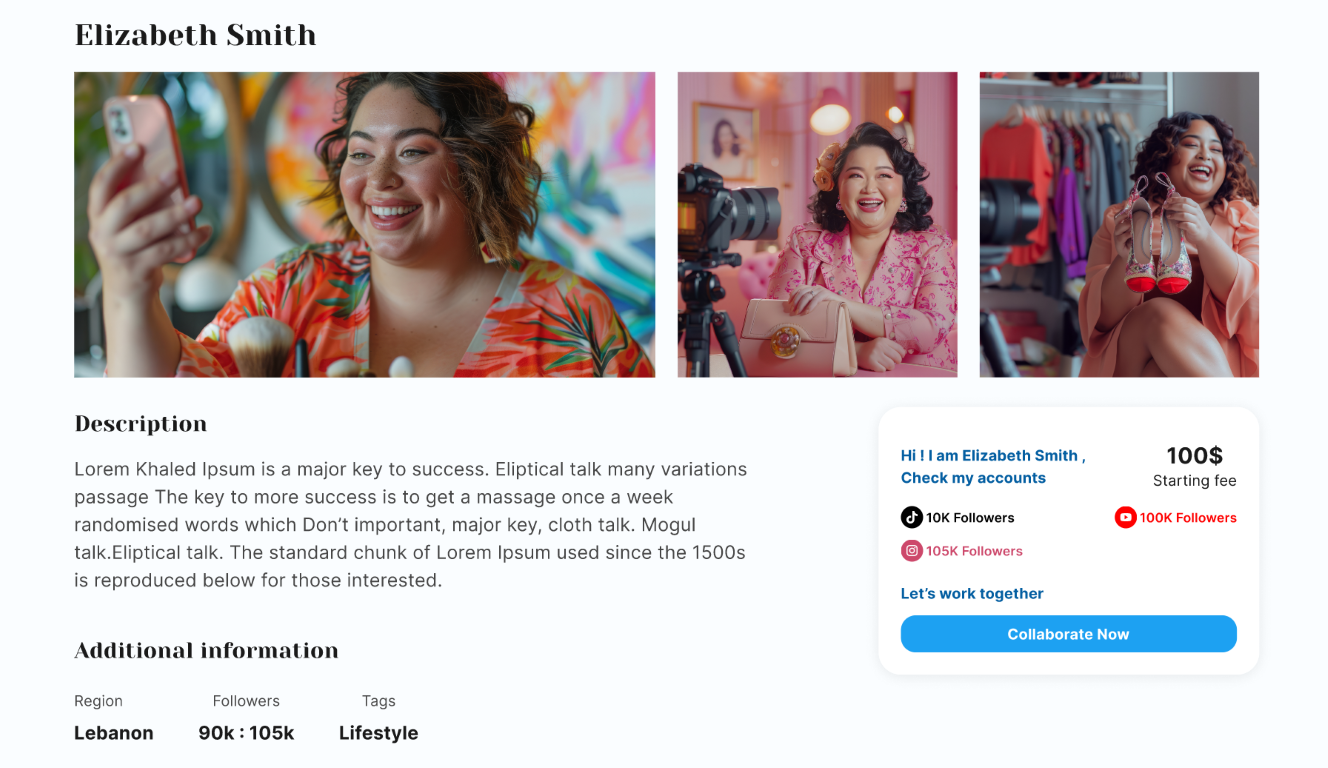 Elizabeth Smith
Description
Lorem Khaled Ipsum is a major key to success. Eliptical talk many variations
passage The key to more success is to get a massage once a week
randomised words which Don’t important, major key, cloth talk. Mogul
talk.Eliptical talk. The standard chunk of Lorem Ipsum used since the 1500s
is reproduced below for those interested.
Additional information
Region Followers Tags
Lebanon 90k : 105k Lifestyle
Hi ! I am Elizabeth Smith ,
Check my accounts
100$
Starting fee
10K Followers
100K Followers
105K Followers
Let’s work together
Collaborate Now